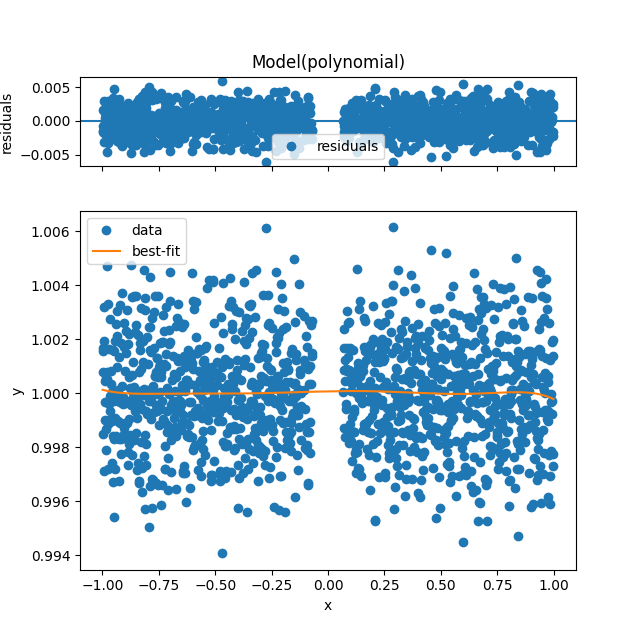 Model(polynomial)
0.005
0.000
−0.005
residuals
residuals
1.006
1.004
1.002
1.000
0.998
0.996
0.994
y
data
best-fit
−1.00 −0.75 −0.50 −0.25 0.00 0.25 0.50 0.75 1.00
x